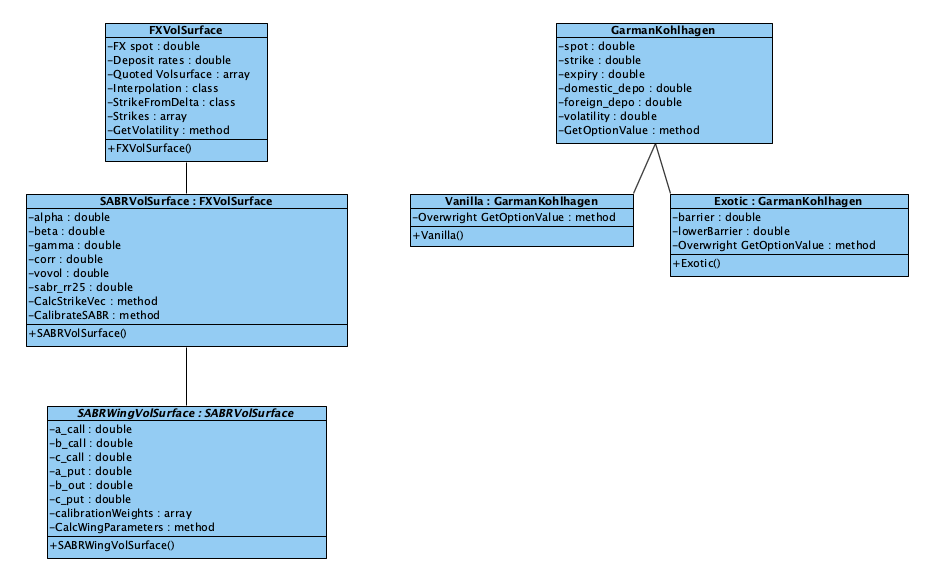 FXVolSurface
-FX spot : double
-Deposit rates : double
-Quoted Volsurface : array
-Interpolation : class
-StrikeFromDelta : class
-Strikes : array
-GetVolatility : method
+FXVolSurface()
SABRVolSurface : FXVolSurface
-alpha : double
-beta : double
-gamma : double
-corr : double
-vovol : double
-sabr_rr25 : double
-CalcStrikeVec : method
-CalibrateSABR : method
+SABRVolSurface()
SABRWingVolSurface : SABRVolSurface
-a_call : double
-b_call : double
-c_call : double
-a_put : double
-b_out : double
-c_put : double
-calibrationWeights : array
-CalcWingParameters : method
+SABRWingVolSurface()
GarmanKohlhagen
-spot : double
-strike : double
-expiry : double
-domestic_depo : double
-foreign_depo : double
-volatility : double
-GetOptionValue : method
Vanilla : GarmanKohlhagen
-Overwright GetOptionValue : method
+Vanilla()
Exotic : GarmanKohlhagen
-barrier : double
-lowerBarrier : double
-Overwright GetOptionValue : method
+Exotic()